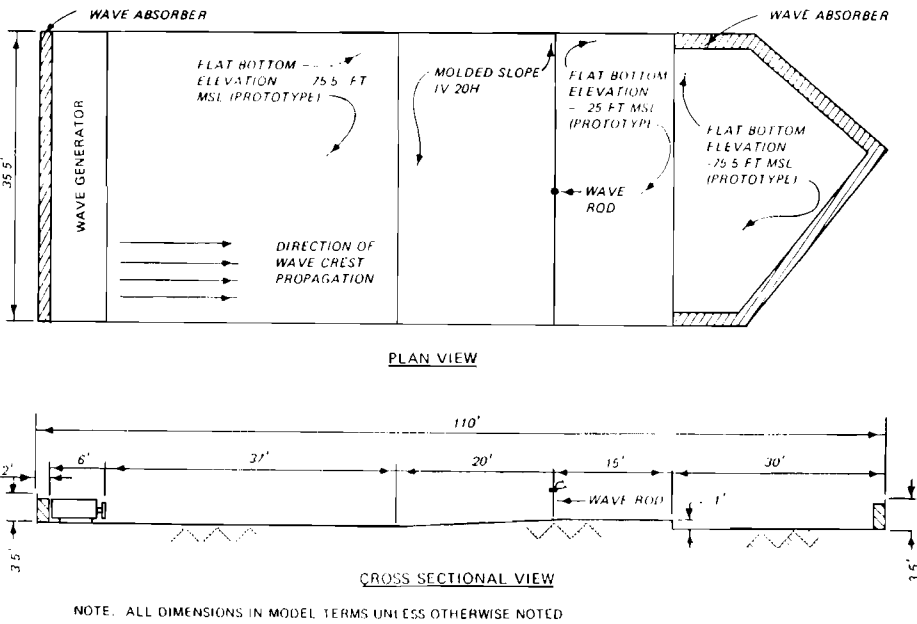 WAVE ABSORBER
WAVE ABSORBER
FLAT BOTTOM
ELEVATION 75.5 FT
MSL (PROTOTYPE)
MOLDED SLOPE
1V 20H
FLAT BOTTOM
ELEVATION
- 25 FT MSL
(PROTOTYPE
FLAT BOTTOM
ELEVATION
-75.5 FT MSL
(PROTOTYPE)
35.5'
WAVE GENERATOR
WAVE
ROD
DIRECTION OF
WAVE CREST
PROPAGATION
PLAN VIEW
110'
2'
6'
37'
20'
15'
30'
WAVE ROD
1'
3.5'
3.5'
CROSS SECTIONAL VIEW
NOTE. ALL DIMENSIONS IN MODEL TERMS UNLESS OTHERWISE NOTED